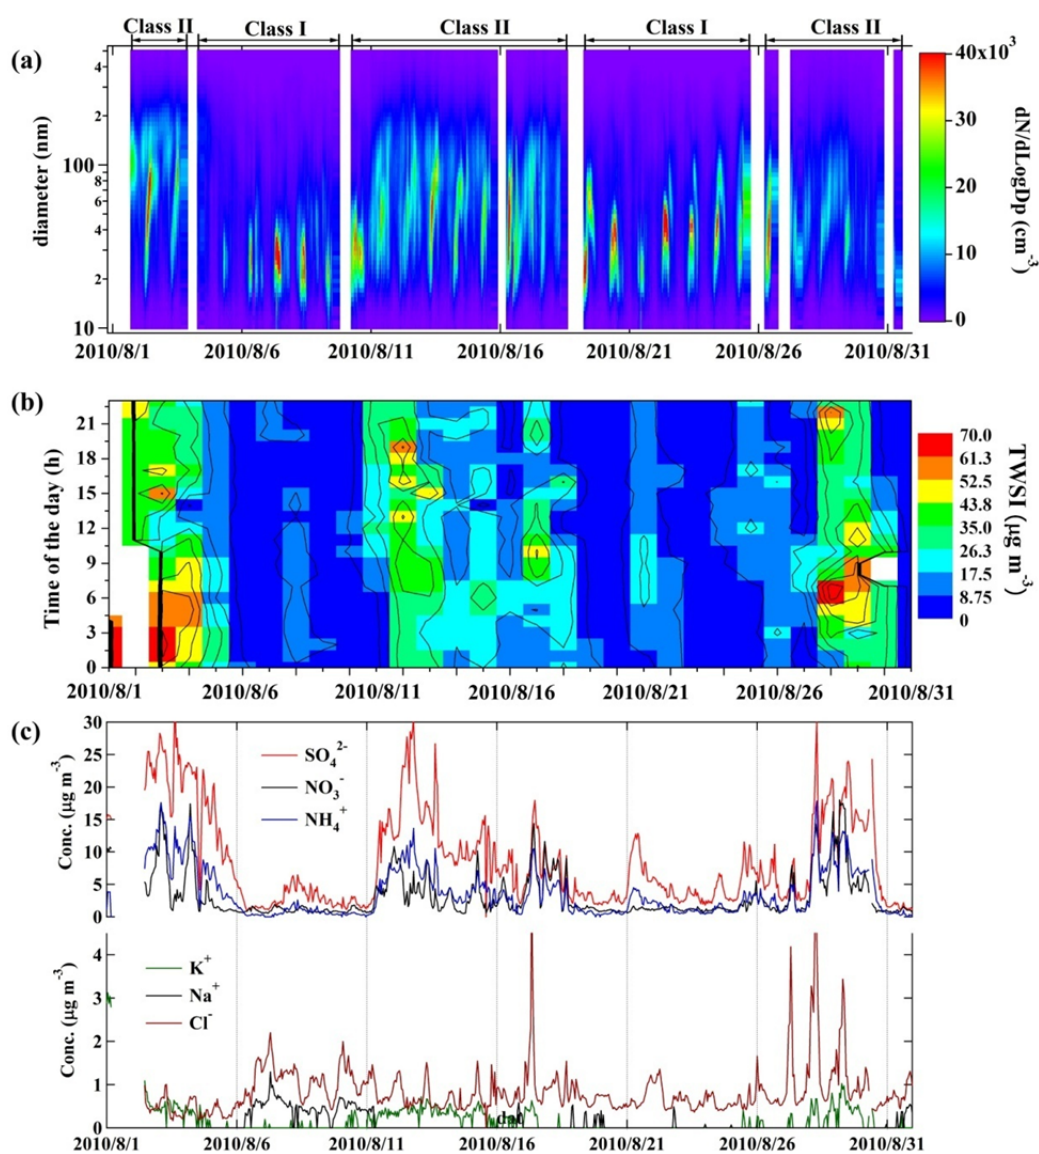 Class II Class I Class II Class I Class II
(a)
diameter (nm)
4
2
100
8
6
4
2
10
2010/8/1 2010/8/6 2010/8/11 2010/8/16 2010/8/21 2010/8/26 2010/8/31
40x10³
30
20
10
0
dN/dLogDp (cm⁻³)
(b)
Time of the day (h)
21
18
15
12
9
6
3
0
2010/8/1 2010/8/6 2010/8/11 2010/8/16 2010/8/21 2010/8/26 2010/8/31
70.0
61.3
52.5
43.8
35.0
26.3
17.5
8.75
0
TWSI (µg m⁻³)
(c)
Conc. (µg m⁻³)
30
25
20
15
10
5
0
SO₄²⁻
NO₃⁻
NH₄⁺
Conc. (µg m⁻³)
4
3
2
1
0
K⁺
Na⁺
Cl⁻
2010/8/1 2010/8/6 2010/8/11 2010/8/16 2010/8/21 2010/8/26 2010/8/31